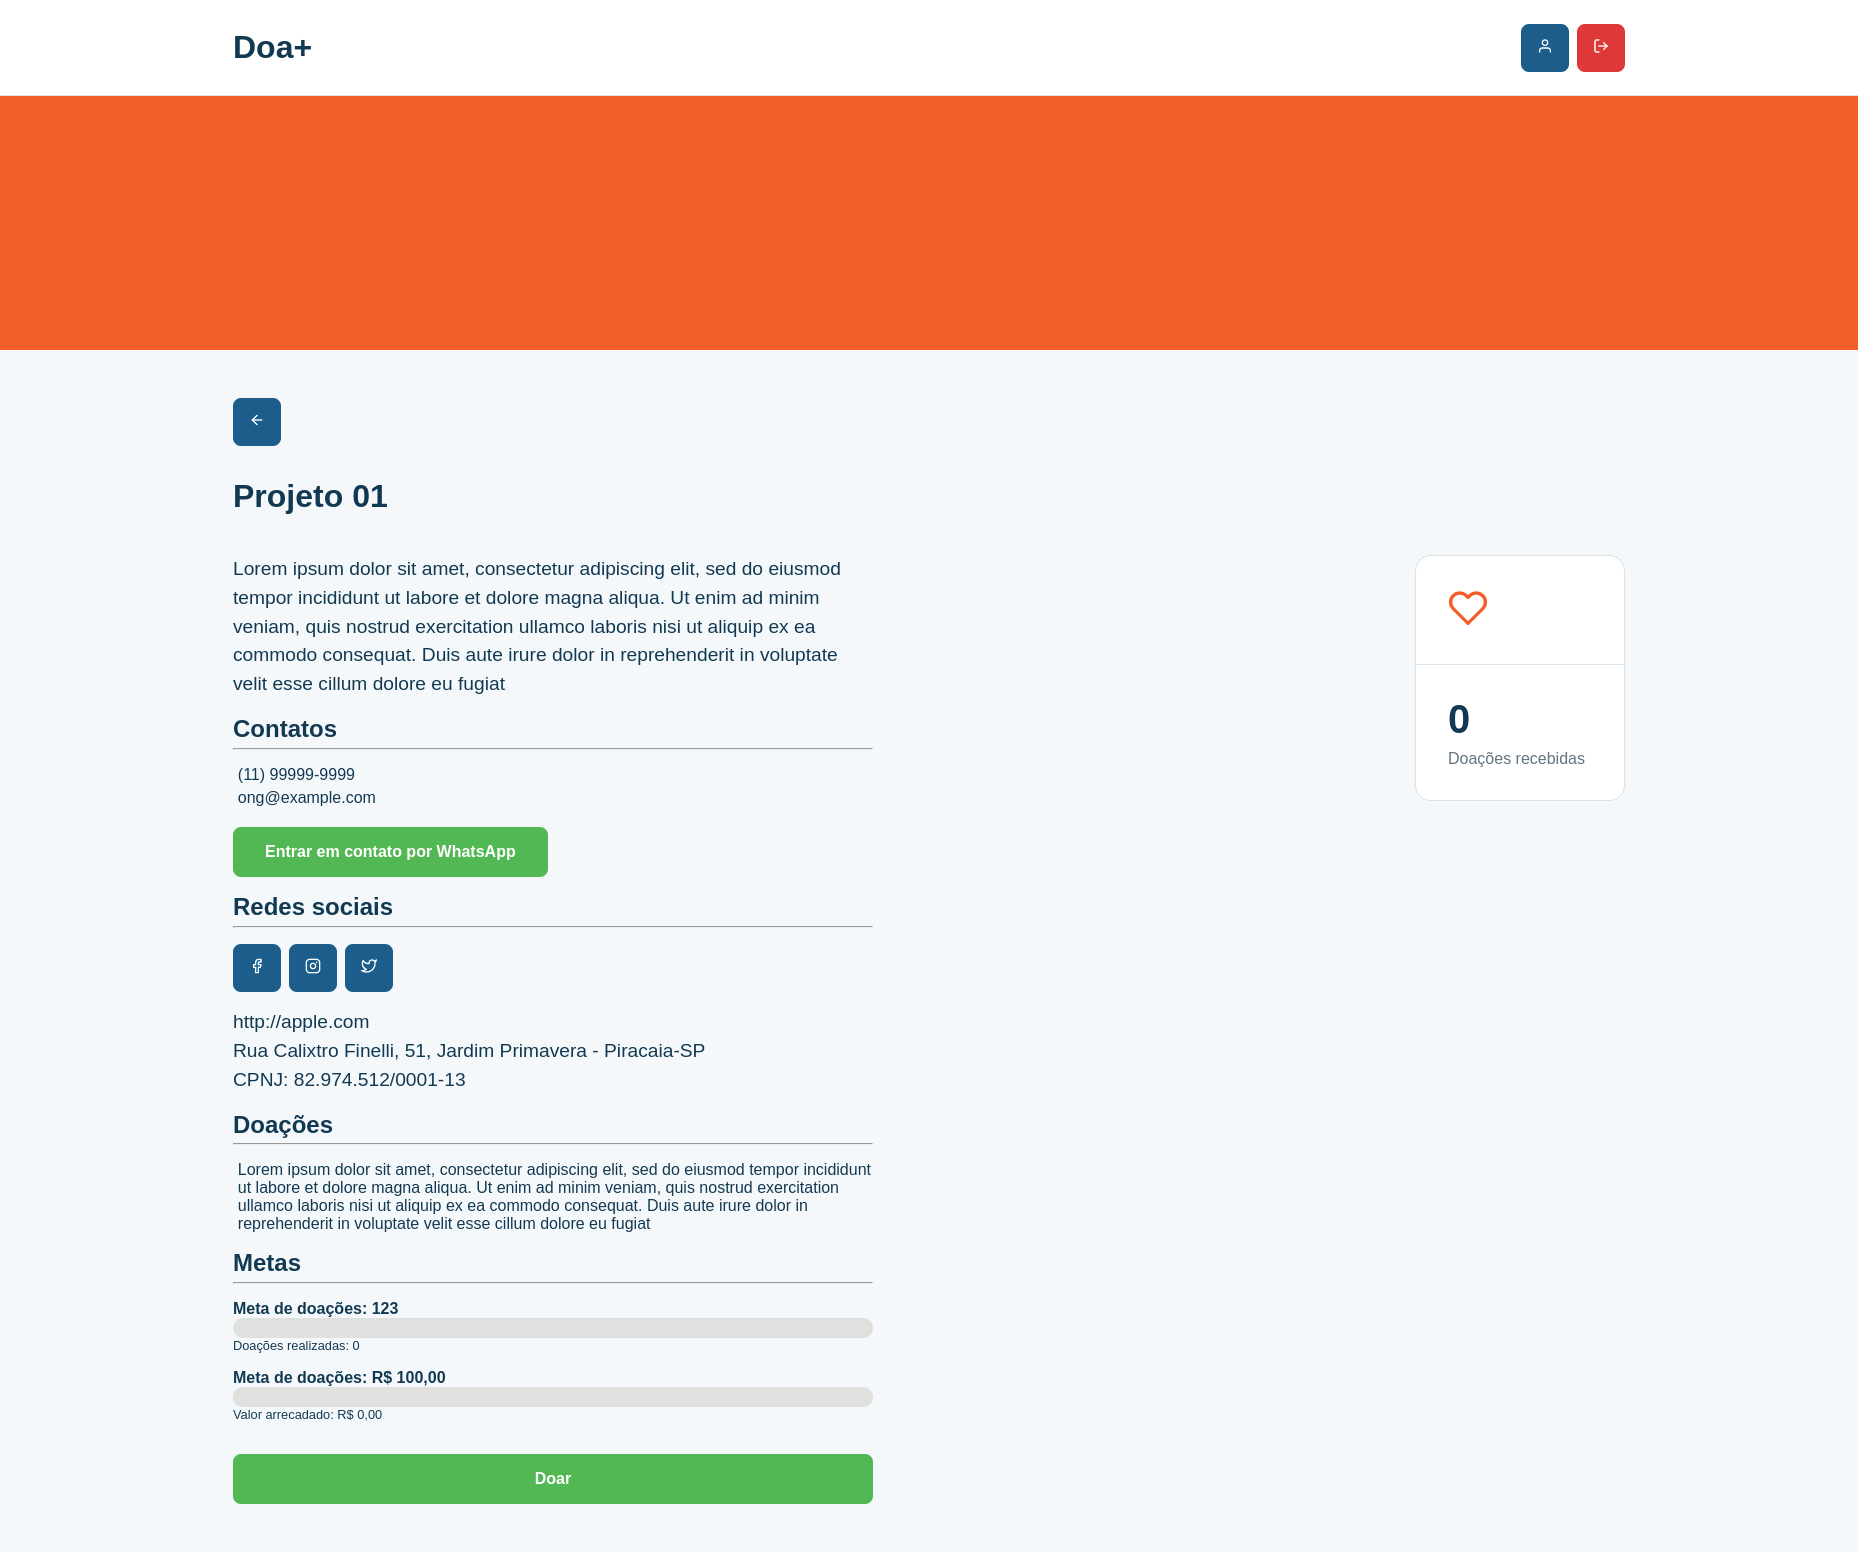 Doa+
Projeto 01
Lorem ipsum dolor sit amet, consectetur adipiscing elit, sed do eiusmod
tempor incididunt ut labore et dolore magna aliqua. Ut enim ad minim
veniam, quis nostrud exercitation ullamco laboris nisi ut aliquip ex ea
commodo consequat. Duis aute irure dolor in reprehenderit in voluptate
velit esse cillum dolore eu fugiat
0
Doações recebidas
Contatos
(11) 99999-9999
ong@example.com
Entrar em contato por WhatsApp
Redes sociais
http://apple.com
Rua Calixtro Finelli, 51, Jardim Primavera - Piracaia-SP
CPNJ: 82.974.512/0001-13
Doações
Lorem ipsum dolor sit amet, consectetur adipiscing elit, sed do eiusmod tempor incididunt
ut labore et dolore magna aliqua. Ut enim ad minim veniam, quis nostrud exercitation
ullamco laboris nisi ut aliquip ex ea commodo consequat. Duis aute irure dolor in
reprehenderit in voluptate velit esse cillum dolore eu fugiat
Metas
Meta de doações: 123
Doações realizadas: 0
Meta de doações: R$ 100,00
Valor arrecadado: R$ 0,00
Doar